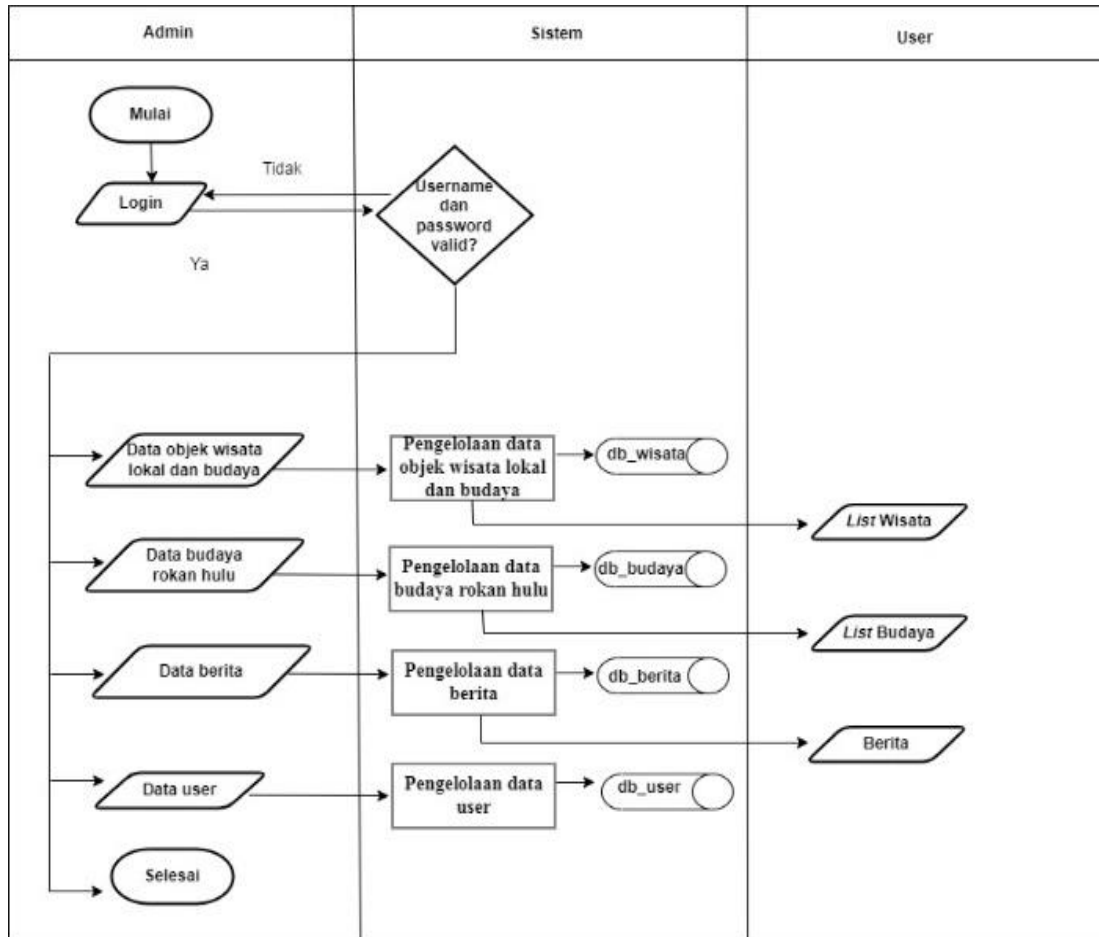 Admin
Sistem
User
Mulai
Tidak
Login
Username
dan
password
valid?
Ya
Data objek wisata
lokal dan budaya
Pengelolaan data
objek wisata lokal
dan budaya
db_wisata
List Wisata
Data budaya
rokan hulu
Pengelolaan data
budaya rokan hulu
db_budaya
List Budaya
Data berita
Pengelolaan data
berita
db_berita
Berita
Data user
Pengelolaan data
user
db_user
Selesai